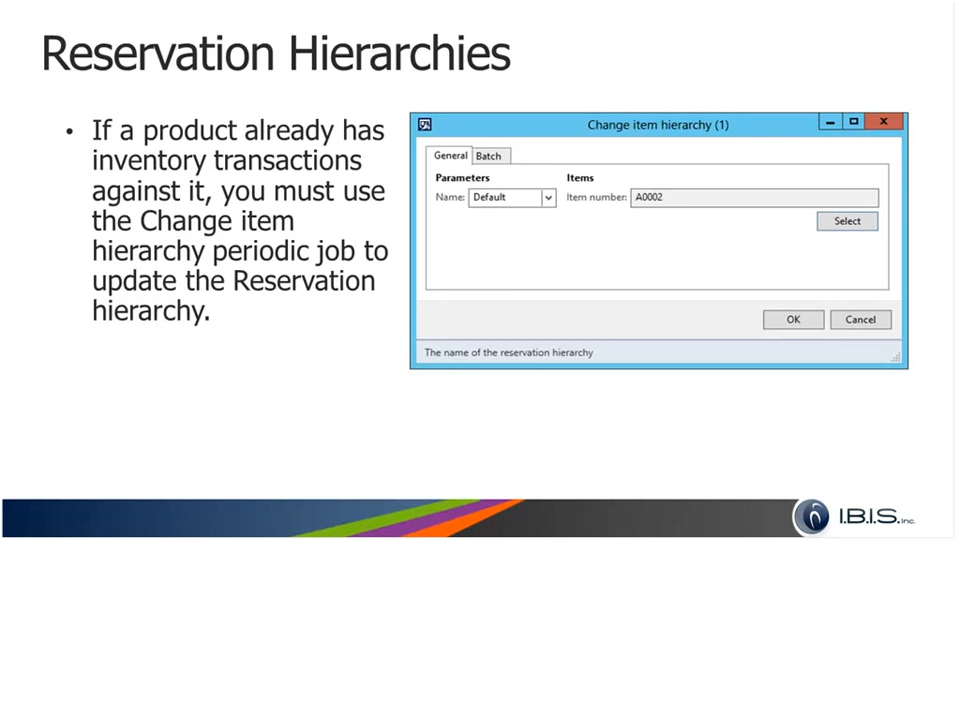 Reservation Hierarchies
• If a product already has
inventory transactions
against it, you must use
the Change item
hierarchy periodic job to
update the Reservation
hierarchy.
Change item hierarchy (1)
General Batch
Parameters Items
Name: Default Item number: A0002
Select
OK Cancel
The name of the reservation hierarchy
I.B.I.S. Inc.